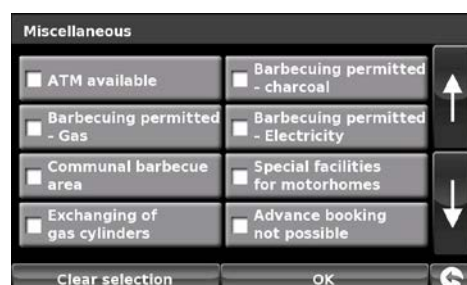 Miscellaneous
ATM available
Barbecuing permitted
- charcoal
Barbecuing permitted
- Gas
Barbecuing permitted
- Electricity
Communal barbecue
area
Special facilities
for motorhomes
Exchanging of
gas cylinders
Advance booking
not possible
Clear selection
OK